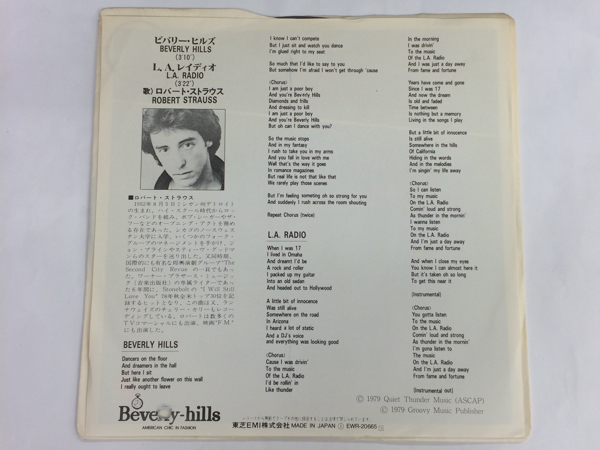 ビバリー・ヒルズ
BEVERLY HILLS
(3'10")
L.A.レイディオ
L.A. RADIO
(3'22")
歌) ロバート・ストラウス
ROBERT STRAUSS
■ロバート・ストラウス
BEVERLY HILLS
Dancers on the floor
And dreamers in the hall
But here I sit
Just like another flower on this wall
I really ought to leave
I know I can't compete
But I just sit and watch you dance
I'm glued right to my seat
So much that I'd like to say to you
But somehow I'm afraid I won't get through 'cause
(Chorus)
I am just a poor boy
and you're Beverly Hills
Diamonds and frills
And dressing to kill
I am just a poor boy
And you're Beverly Hills
But oh can I dance with you?
So the music stops
And in my fantasy
I rush to take you in my arms
And you fall in love with me
Wall that's the way it goes
In romance magazines
But real life is not that like that
We rarely play those scenes
But I'm feeling something oh so strong for you
And suddenly I rush across the room shouting
Repeat Chorus (twice)
L.A. RADIO
When I was 17
I lived in Omaha
And dreamt I'd be
A rock and roller
I packed up my guitar
Into an old sedan
And headed out to Hollywood
A little bit of innocence
Was still alive
Somewhere on the road
In Arizona
I heard a lot of static
And a DJ's voice
and everything was looking good
(Chorus)
Cause I was drivin'
To the music
Of the L.A. Radio
I'd be rollin' in
Like thunder
In the morning
I was drivin'
To the music
Of the L.A. Radio
And I was just a day away
From fame and fortune
Years have come and gone
Since I was 17
And now the dream
Is old and faded
Time between
Is nothing but a memory
Living in the songs I play
But a little bit of innocence
Is still alive
Somewhere in the hills
Of California
Hiding in the words
And in the melodies
I'm singin' my life away
(Chorus)
So I can listen
To my music
On the L.A. Radio
Comin' loud and strong
As thunder in the mornin'
I wanna listen
To my music
On the L.A. Radio
And I'm just a day away
From fame and fortune
And when I close my eyes
You know I can almost here it
But it's taken oh so long
To get this near it
(Instrumental)
(Chorus)
You gotta listen
To the music
On the L.A. Radio
Comin' loud and strong
As thunder in the mornin'
I'm gona listen to
The music
On the L.A. Radio
And I'm just a day away
From fame and fortune
(Instrumental out)
Ⓒ 1979 Quiet Thunder Music (ASCAP)
Ⓒ 1979 Groovy Music Publisher
Beverly-hills
AMERICAN CHIC IN FASHION
東芝EMI株式会社 MADE IN JAPAN
EWR-20665